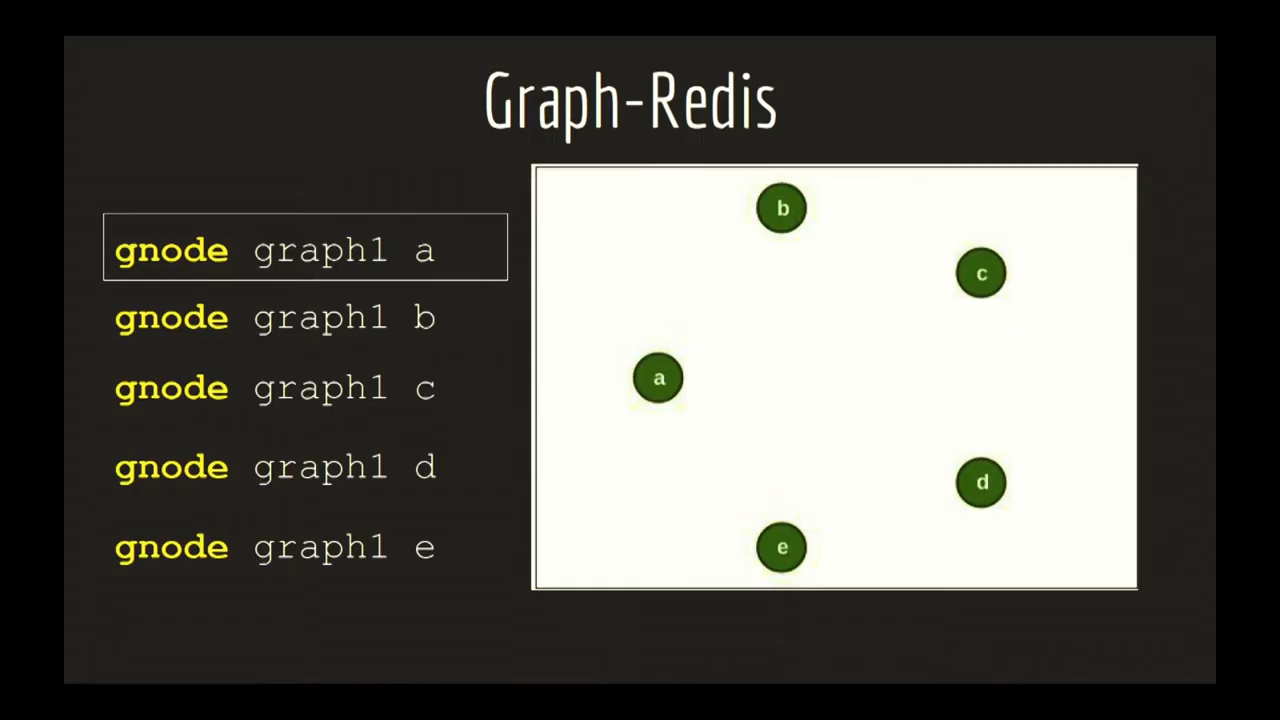 Graph-Redis
gnode graph1 a
gnode graph1 b
gnode graph1 c
gnode graph1 d
gnode graph1 e
b
c
a
d
e